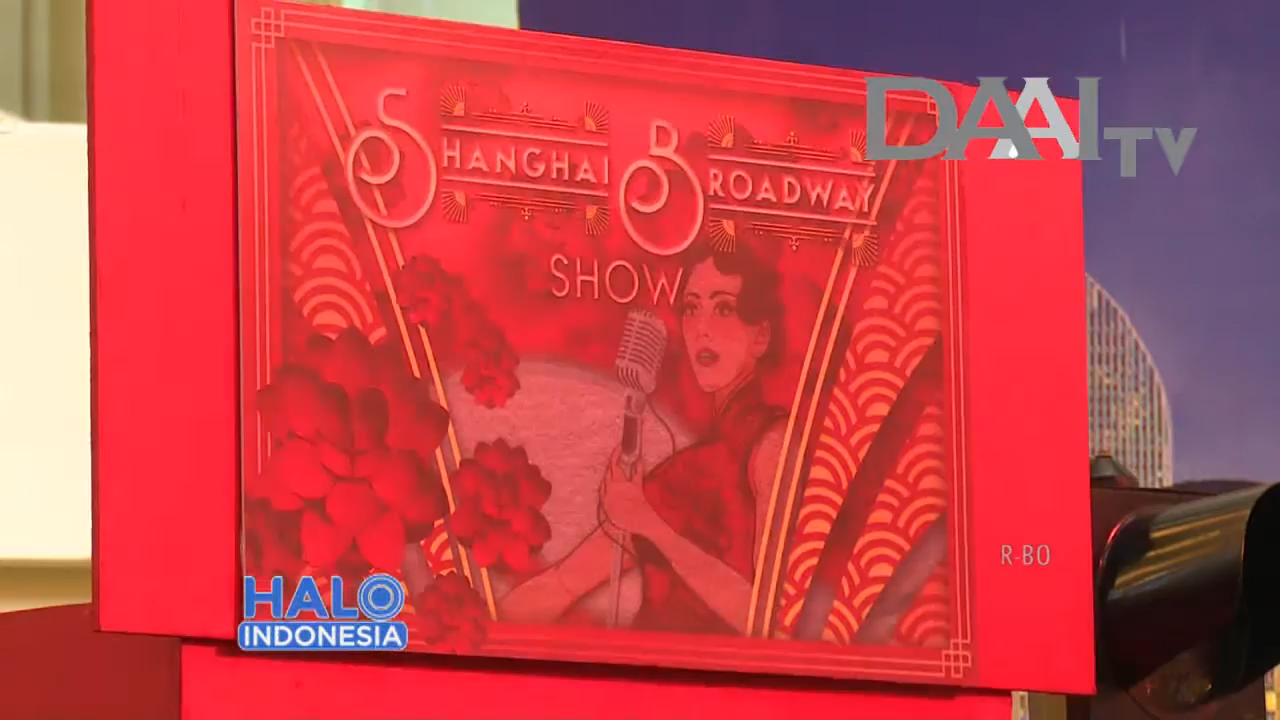 DAAI TV
SHANGHAI BROADWAY
SHOW
R-BO
HALO
INDONESIA